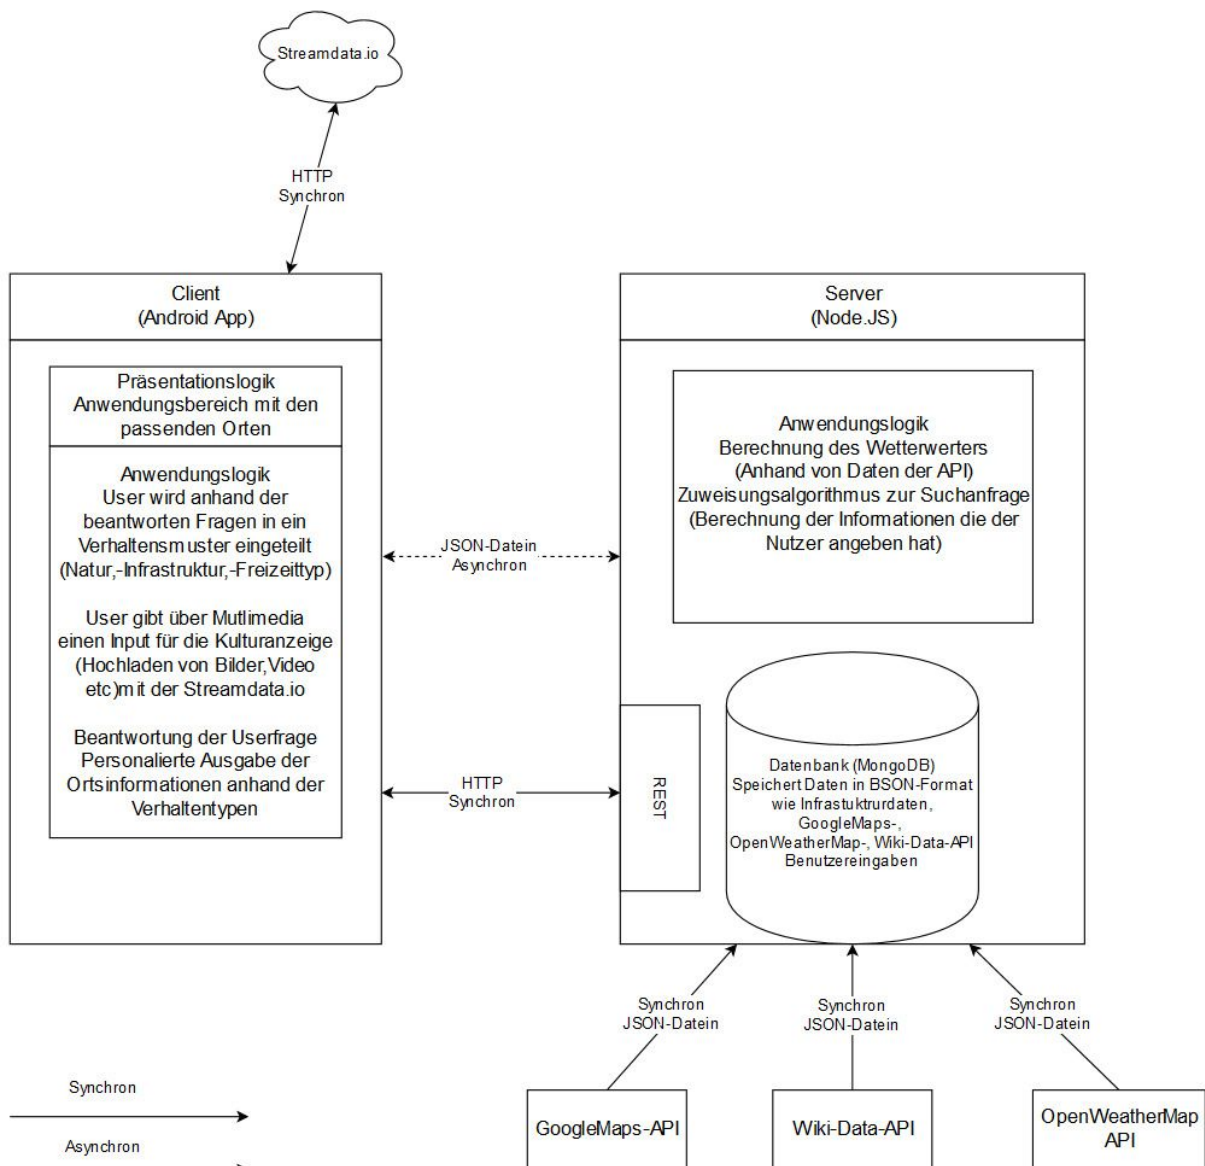 Streamdata.io
HTTP
Synchron
Client
(Android App)
Präsentationslogik
Anwendungsbereich mit den
passenden Orten
Anwendungslogik
User wird anhand der
beantworten Fragen in ein
Verhaltensmuster eingeteilt
(Natur,-Infrastruktur,-Freizeittyp)
User gibt über Mutlimedia
einen Input für die Kulturanzeige
(Hochladen von Bilder,Video
etc)mit der Streamdata.io
Beantwortung der Userfrage
Personalierte Ausgabe der
Ortsinformationen anhand der
Verhaltentypen
JSON-Datein
Asynchron
HTTP
Synchron
Server
(Node.JS)
Anwendungslogik
Berechnung des Wetterwerters
(Anhand von Daten der API)
Zuweisungsalgorithmus zur Suchanfrage
(Berechnung der Informationen die der
Nutzer angeben hat)
REST
Datenbank (MongoDB)
Speichert Daten in BSON-Format
wie Infrastuktrurdaten,
GoogleMaps-,
OpenWeatherMap-, Wiki-Data-API
Benutzereingaben
Synchron
JSON-Datein
Synchron
JSON-Datein
Synchron
JSON-Datein
GoogleMaps-API
Wiki-Data-API
OpenWeatherMap
API
Synchron
Asynchron